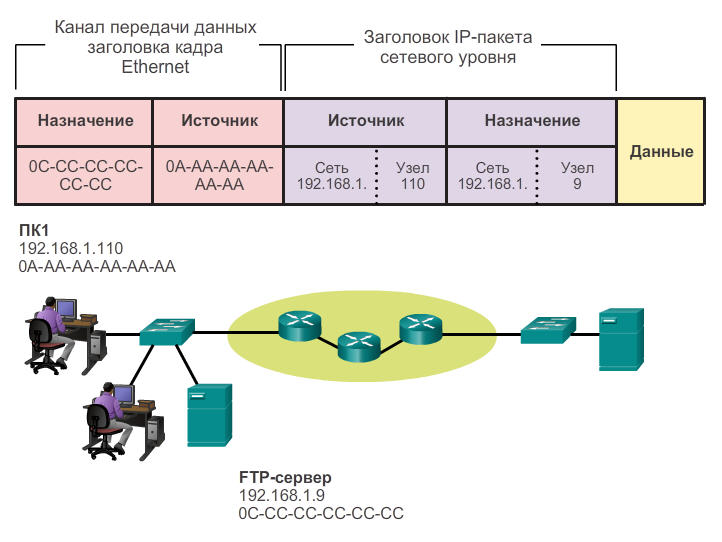 Канал передачи данных
заголовка кадра
Ethernet
Заголовок IP-пакета
сетевого уровня
Назначение
Источник
Источник
Назначение
Данные
0C-CC-CC-CC-
CC-CC
0A-AA-AA-AA-
AA-AA
Сеть
192.168.1.
Узел
110
Сеть
192.168.1.
Узел
9
ПК1
192.168.1.110
0A-AA-AA-AA-AA-AA
FTP-сервер
192.168.1.9
0C-CC-CC-CC-CC-CC